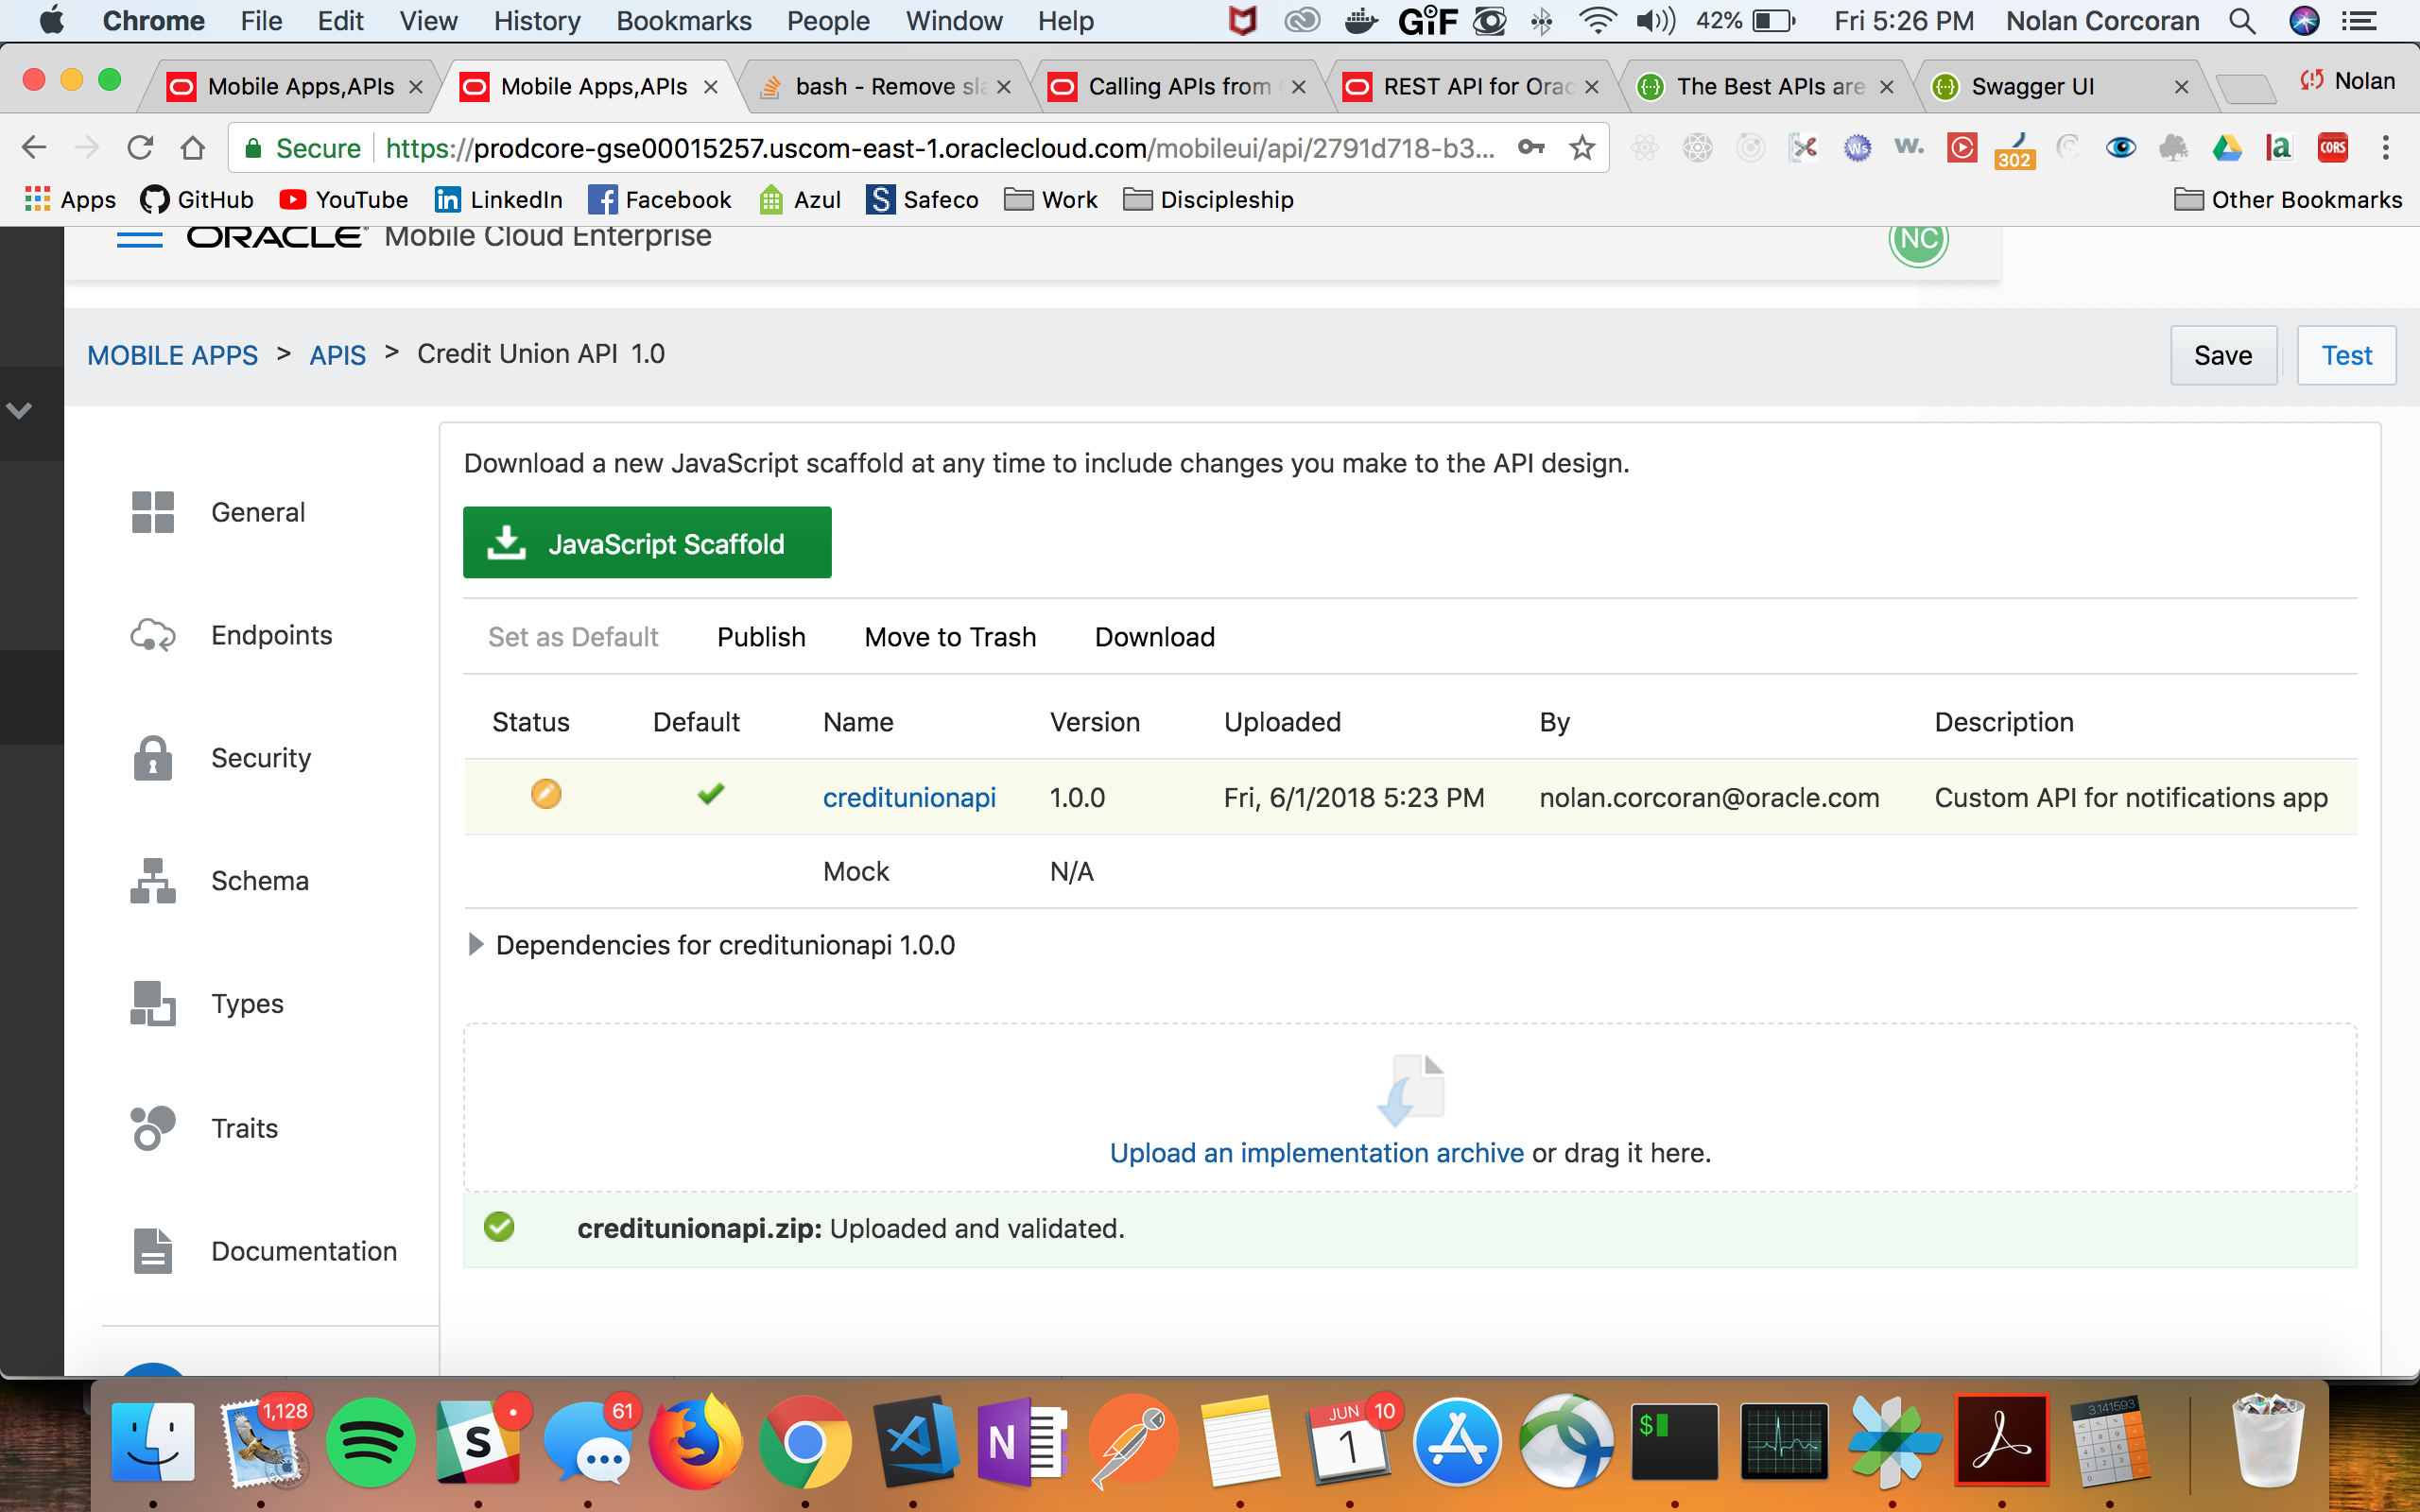 Chrome File Edit View History Bookmarks People Window Help GIF 42% Fri 5:26 PM Nolan Corcoran
Mobile Apps,APIs Mobile Apps,APIs bash - Remove sla Calling APIs from REST API for Orac The Best APIs are Swagger UI Nolan
Secure https://prodcore-gse00015257.uscom-east-1.oraclecloud.com/mobileui/api/2791d718-b3... Ws w. 302 a CORS
Apps GitHub YouTube LinkedIn Facebook Azul Safeco Work Discipleship Other Bookmarks
ORACLE Mobile Cloud Enterprise NC
MOBILE APPS > APIS > Credit Union API 1.0 Save Test
Download a new JavaScript scaffold at any time to include changes you make to the API design.
General
JavaScript Scaffold
Endpoints
Set as Default Publish Move to Trash Download
Status Default Name Version Uploaded By Description
Security
creditunionapi 1.0.0 Fri, 6/1/2018 5:23 PM nolan.corcoran@oracle.com Custom API for notifications app
Schema
Mock N/A
Dependencies for creditunionapi 1.0.0
Types
Traits
Upload an implementation archive or drag it here.
Documentation
creditunionapi.zip: Uploaded and validated.
1,128 S 61 N JUN 1 10 $ 3.141593